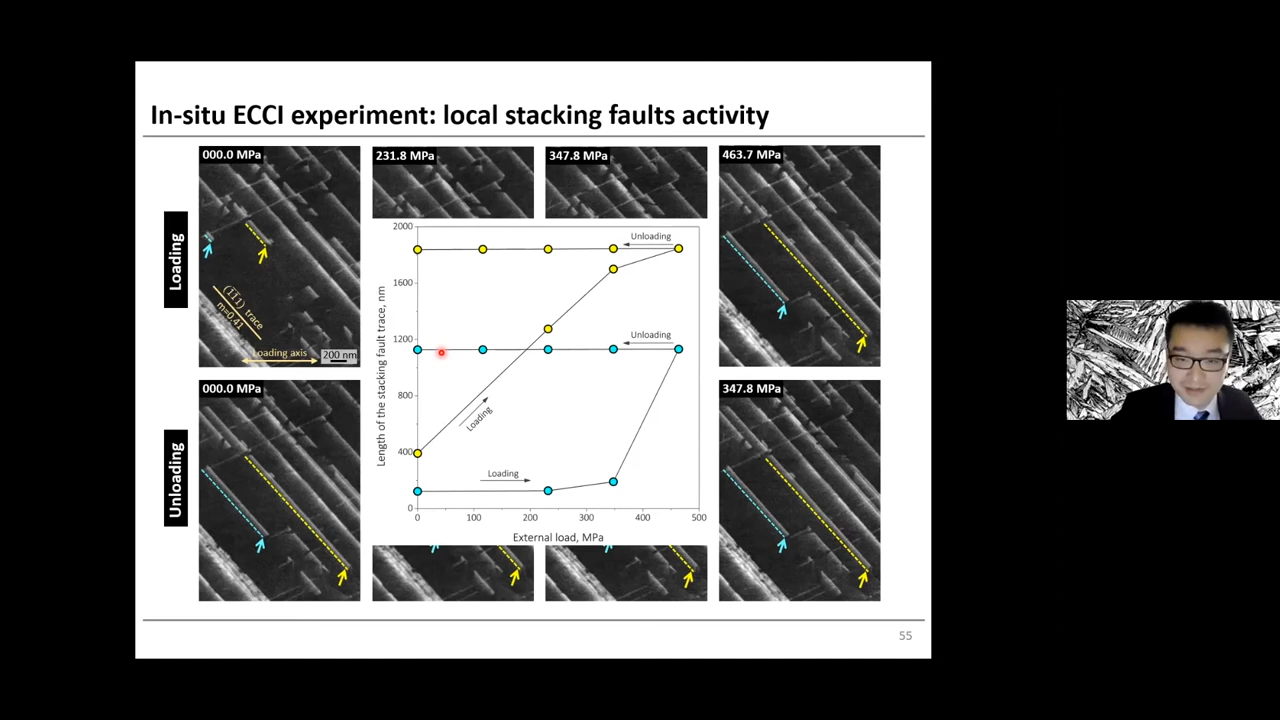 In-situ ECCI experiment: local stacking faults activity
Loading
000.0 MPa
231.8 MPa
347.8 MPa
463.7 MPa
(1̅1̅1) trace
m=0.41
Loading axis
200 nm
Length of the stacking fault trace, nm
2000
1600
1200
800
400
0
Unloading
Unloading
Loading
Loading
0
100
200
300
400
500
External load, MPa
Unloading
000.0 MPa
347.8 MPa
55